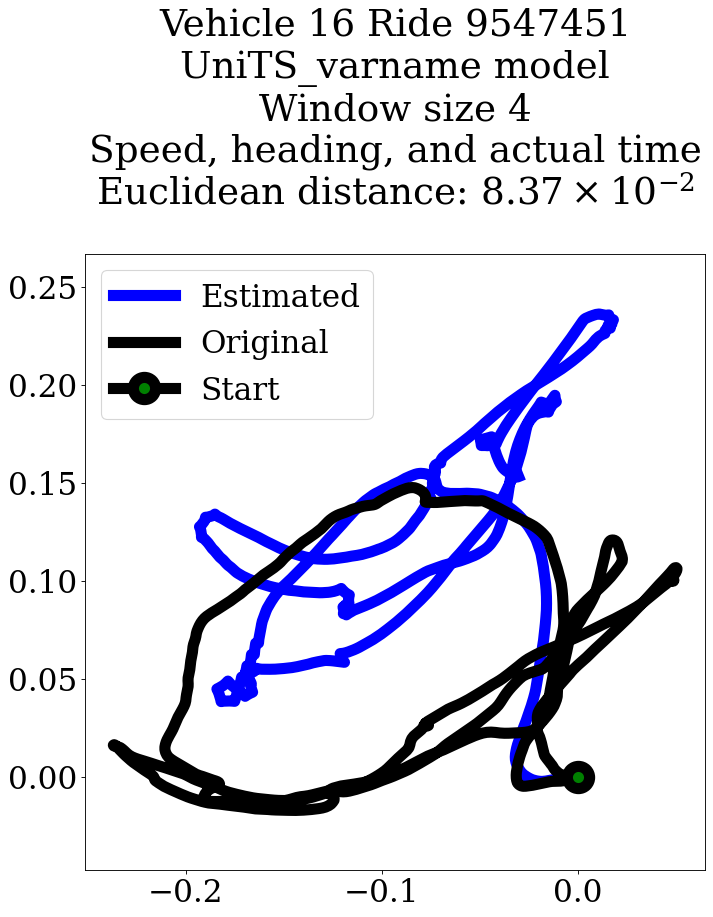 Vehicle 16 Ride 9547451
UniTS_varname model
Window size 4
Speed, heading, and actual time
Euclidean distance: 8.37 × 10⁻²
Estimated
Original
Start
0.25
0.20
0.15
0.10
0.05
0.00
−0.2
−0.1
0.0